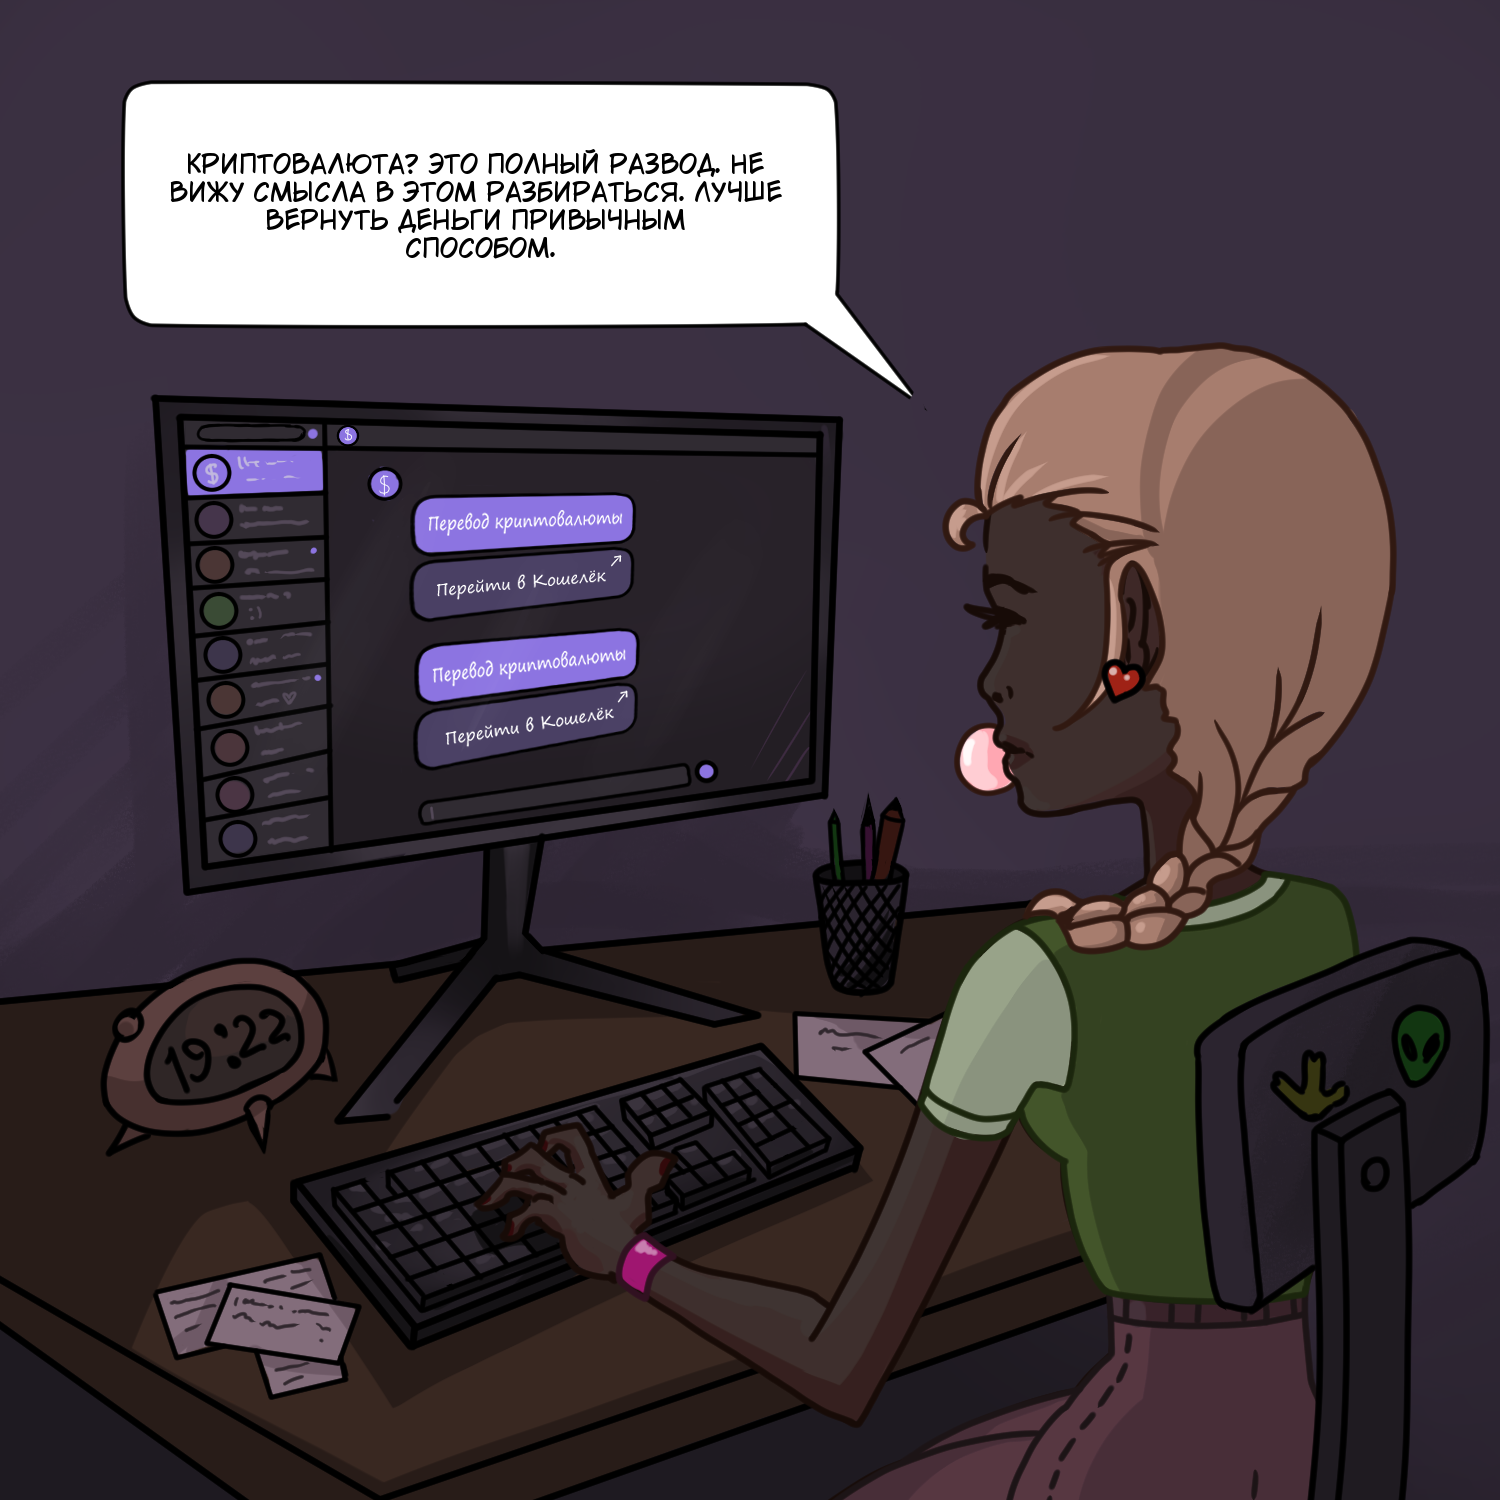 КРИПТОВАЛЮТА? ЭТО ПОЛНЫЙ РАЗВОД. НЕ
ВИЖУ СМЫСЛА В ЭТОМ РАЗБИРАТЬСЯ. ЛУЧШЕ
ВЕРНУТЬ ДЕНЬГИ ПРИВЫЧНЫМ
СПОСОБОМ.
$
$
$
Перевод криптовалюты
Перейти в Кошелёк
:)
Перевод криптовалюты
Перейти в Кошелёк
19:22